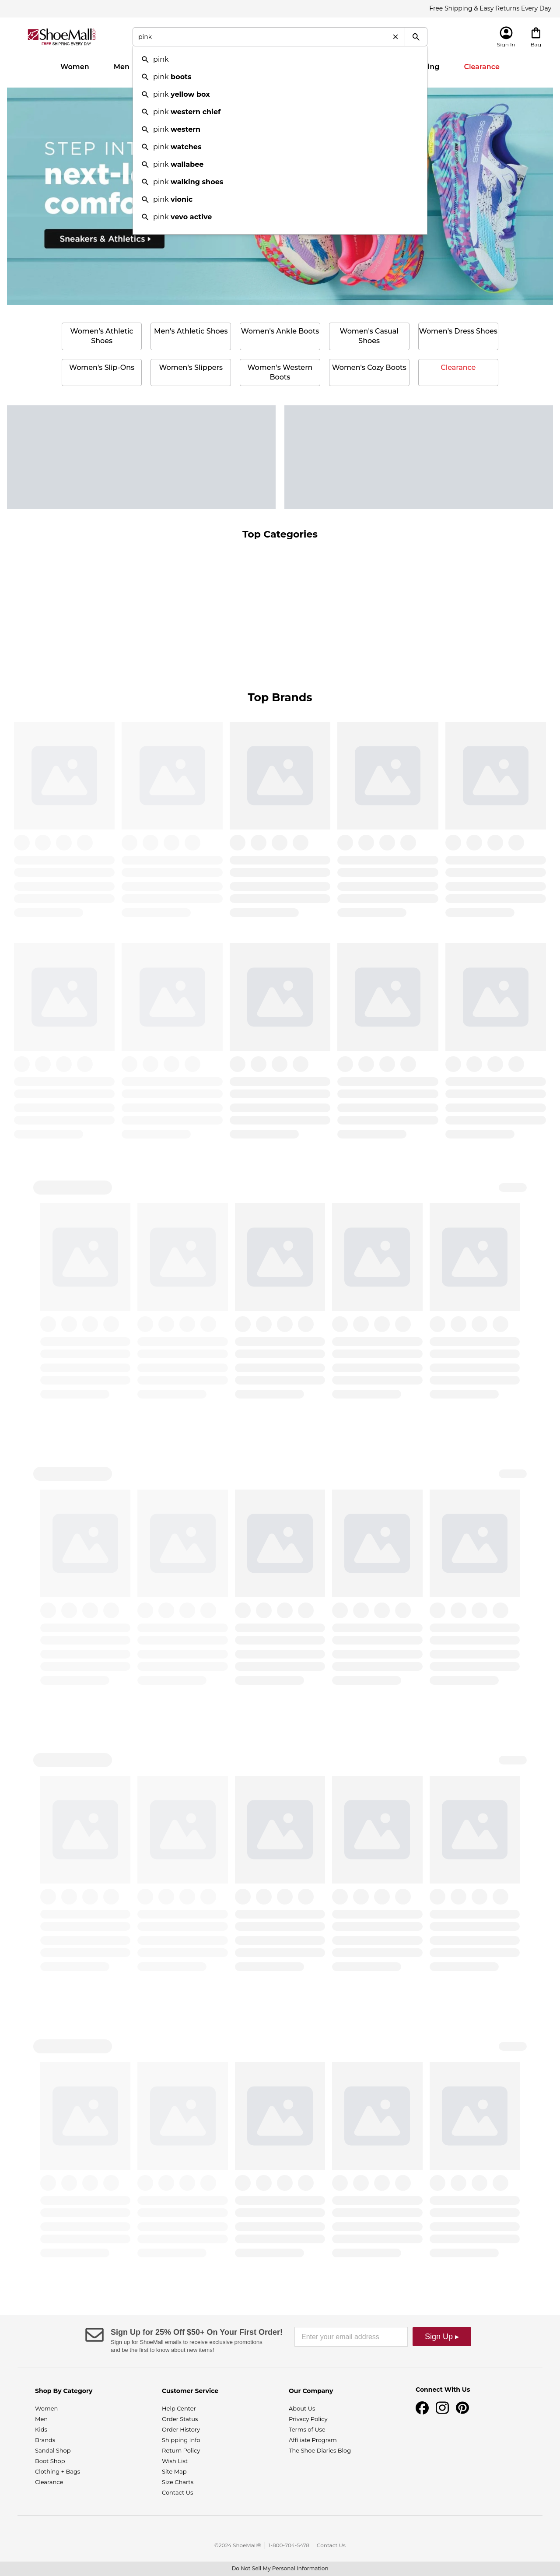 Free Shipping & Easy Returns Every Day
ShoeMall
FREE SHIPPING EVERY DAY
pink
Sign In
Bag
Women
Men
ing
Clearance
pink
pink boots
pink yellow box
pink western chief
pink western
pink watches
pink wallabee
pink walking shoes
pink vionic
pink vevo active
STEP INT
next-l
comfo
Sneakers & Athletics
Women's Athletic
Shoes
Men's Athletic Shoes
Women's Ankle Boots
Women's Casual
Shoes
Women's Dress Shoes
Women's Slip-Ons
Women's Slippers
Women's Western
Boots
Women's Cozy Boots
Clearance
Top Categories
Top Brands
Sign Up for 25% Off $50+ On Your First Order!
Sign up for ShoeMall emails to receive exclusive promotions
and be the first to know about new items!
Enter your email address
Sign Up ▸
Shop By Category
Women
Men
Kids
Brands
Sandal Shop
Boot Shop
Clothing + Bags
Clearance
Customer Service
Help Center
Order Status
Order History
Shipping Info
Return Policy
Wish List
Site Map
Size Charts
Contact Us
Our Company
About Us
Privacy Policy
Terms of Use
Affiliate Program
The Shoe Diaries Blog
Connect With Us
©2024 ShoeMall® | 1-800-704-5478 | Contact Us
Do Not Sell My Personal Information